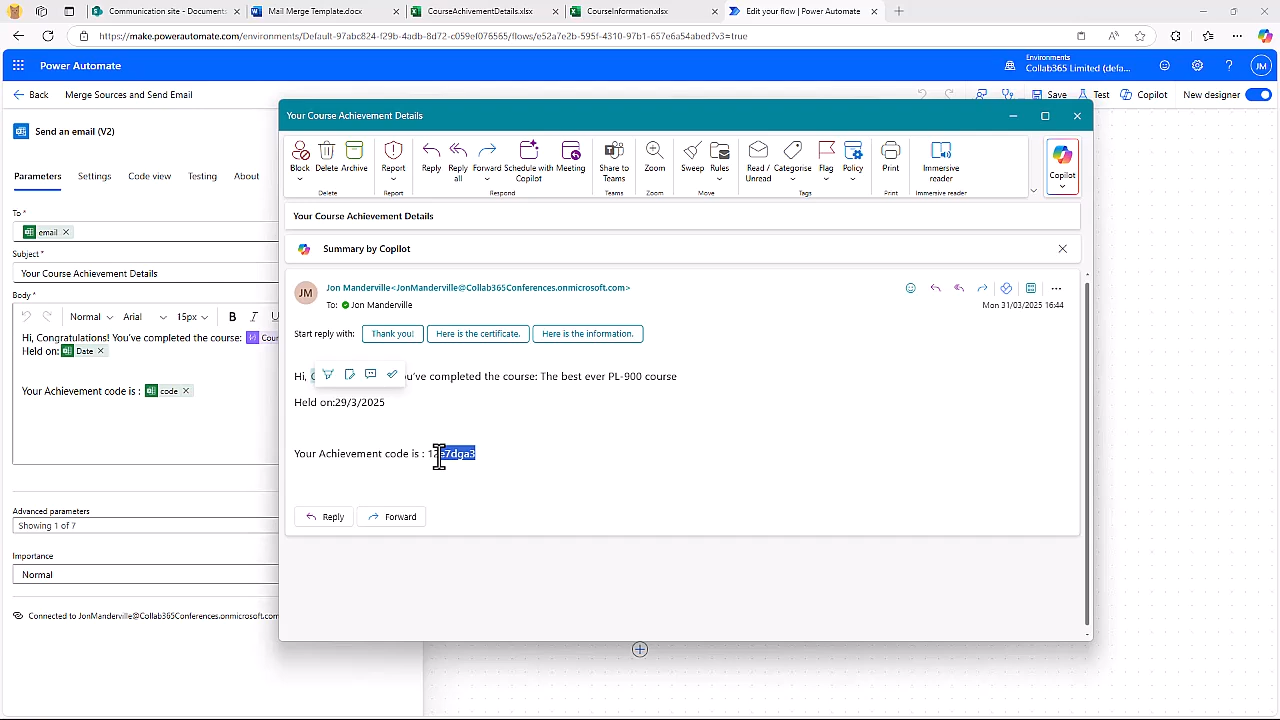 Communication site - Document:
Mail Merge Template.docx
CourseAchivementDetails.xlsx
CourseInformation.xlsx
Edit your flow | Power Automate
https://make.powerautomate.com/environments/Default-97abc824-f29b-4adb-8d72-c059ef076565/flows/e52a7e2b-595f-4310-97b1-657e6a54abed?v3=true
Power Automate
Environments
Collab365 Limited (defa...
JM
Back
Merge Sources and Send Email
Save
Test
Copilot
New designer
Send an email (V2)
Parameters
Settings
Code view
Testing
About
To *
email
Subject *
Your Course Achievement Details
Body *
Normal
Arial
15px
B
I
U
Hi, Congratulations! You've completed the course:
Held on:
Date
Your Achievement code is :
code
Advanced parameters
Showing 1 of 7
Importance
Normal
Connected to JonManderville@Collab365Conferences.onmicrosoft.com
Your Course Achievement Details
Block
Delete
Archive
Report
Reply
Reply all
Forward
Schedule with Copilot
Meeting
Share to Teams
Zoom
Sweep
Rules
Read / Unread
Categorise
Flag
Policy
Print
Immersive reader
Copilot
Delete
Report
Respond
Teams
Zoom
Move
Tags
Print
Immersive reader
Your Course Achievement Details
Summary by Copilot
JM
Jon Manderville<JonManderville@Collab365Conferences.onmicrosoft.com>
To:
Jon Manderville
Mon 31/03/2025 16:44
Start reply with:
Thank you!
Here is the certificate.
Here is the information.
Hi,
ou've completed the course: The best ever PL-900 course
Held on:29/3/2025
Your Achievement code is :
e7dga3
Reply
Forward